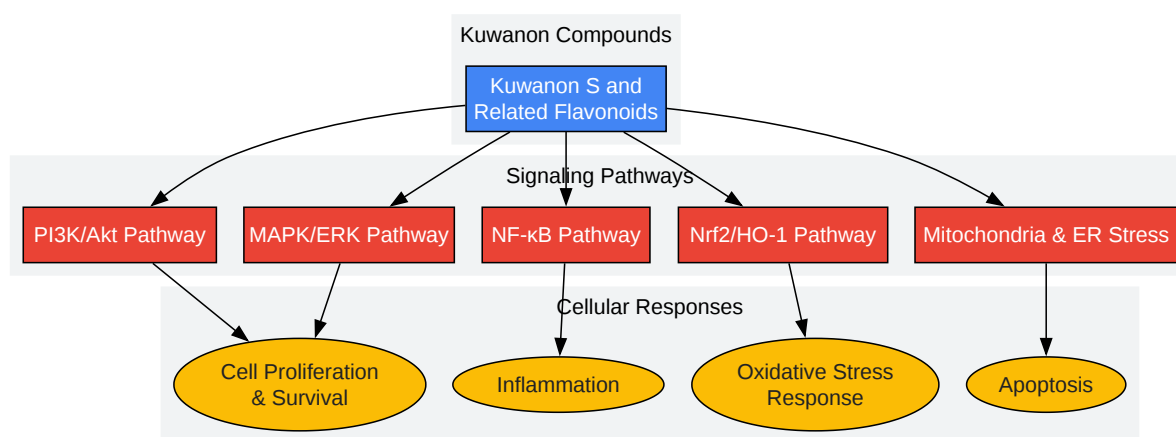 Kuwanon Compounds
Kuwanon S and
Related Flavonoids
Signaling Pathways
PI3K/Akt Pathway
MAPK/ERK Pathway
NF-κB Pathway
Nrf2/HO-1 Pathway
Mitochondria & ER Stress
Cellular Responses
Cell Proliferation
& Survival
Inflammation
Oxidative Stress
Response
Apoptosis